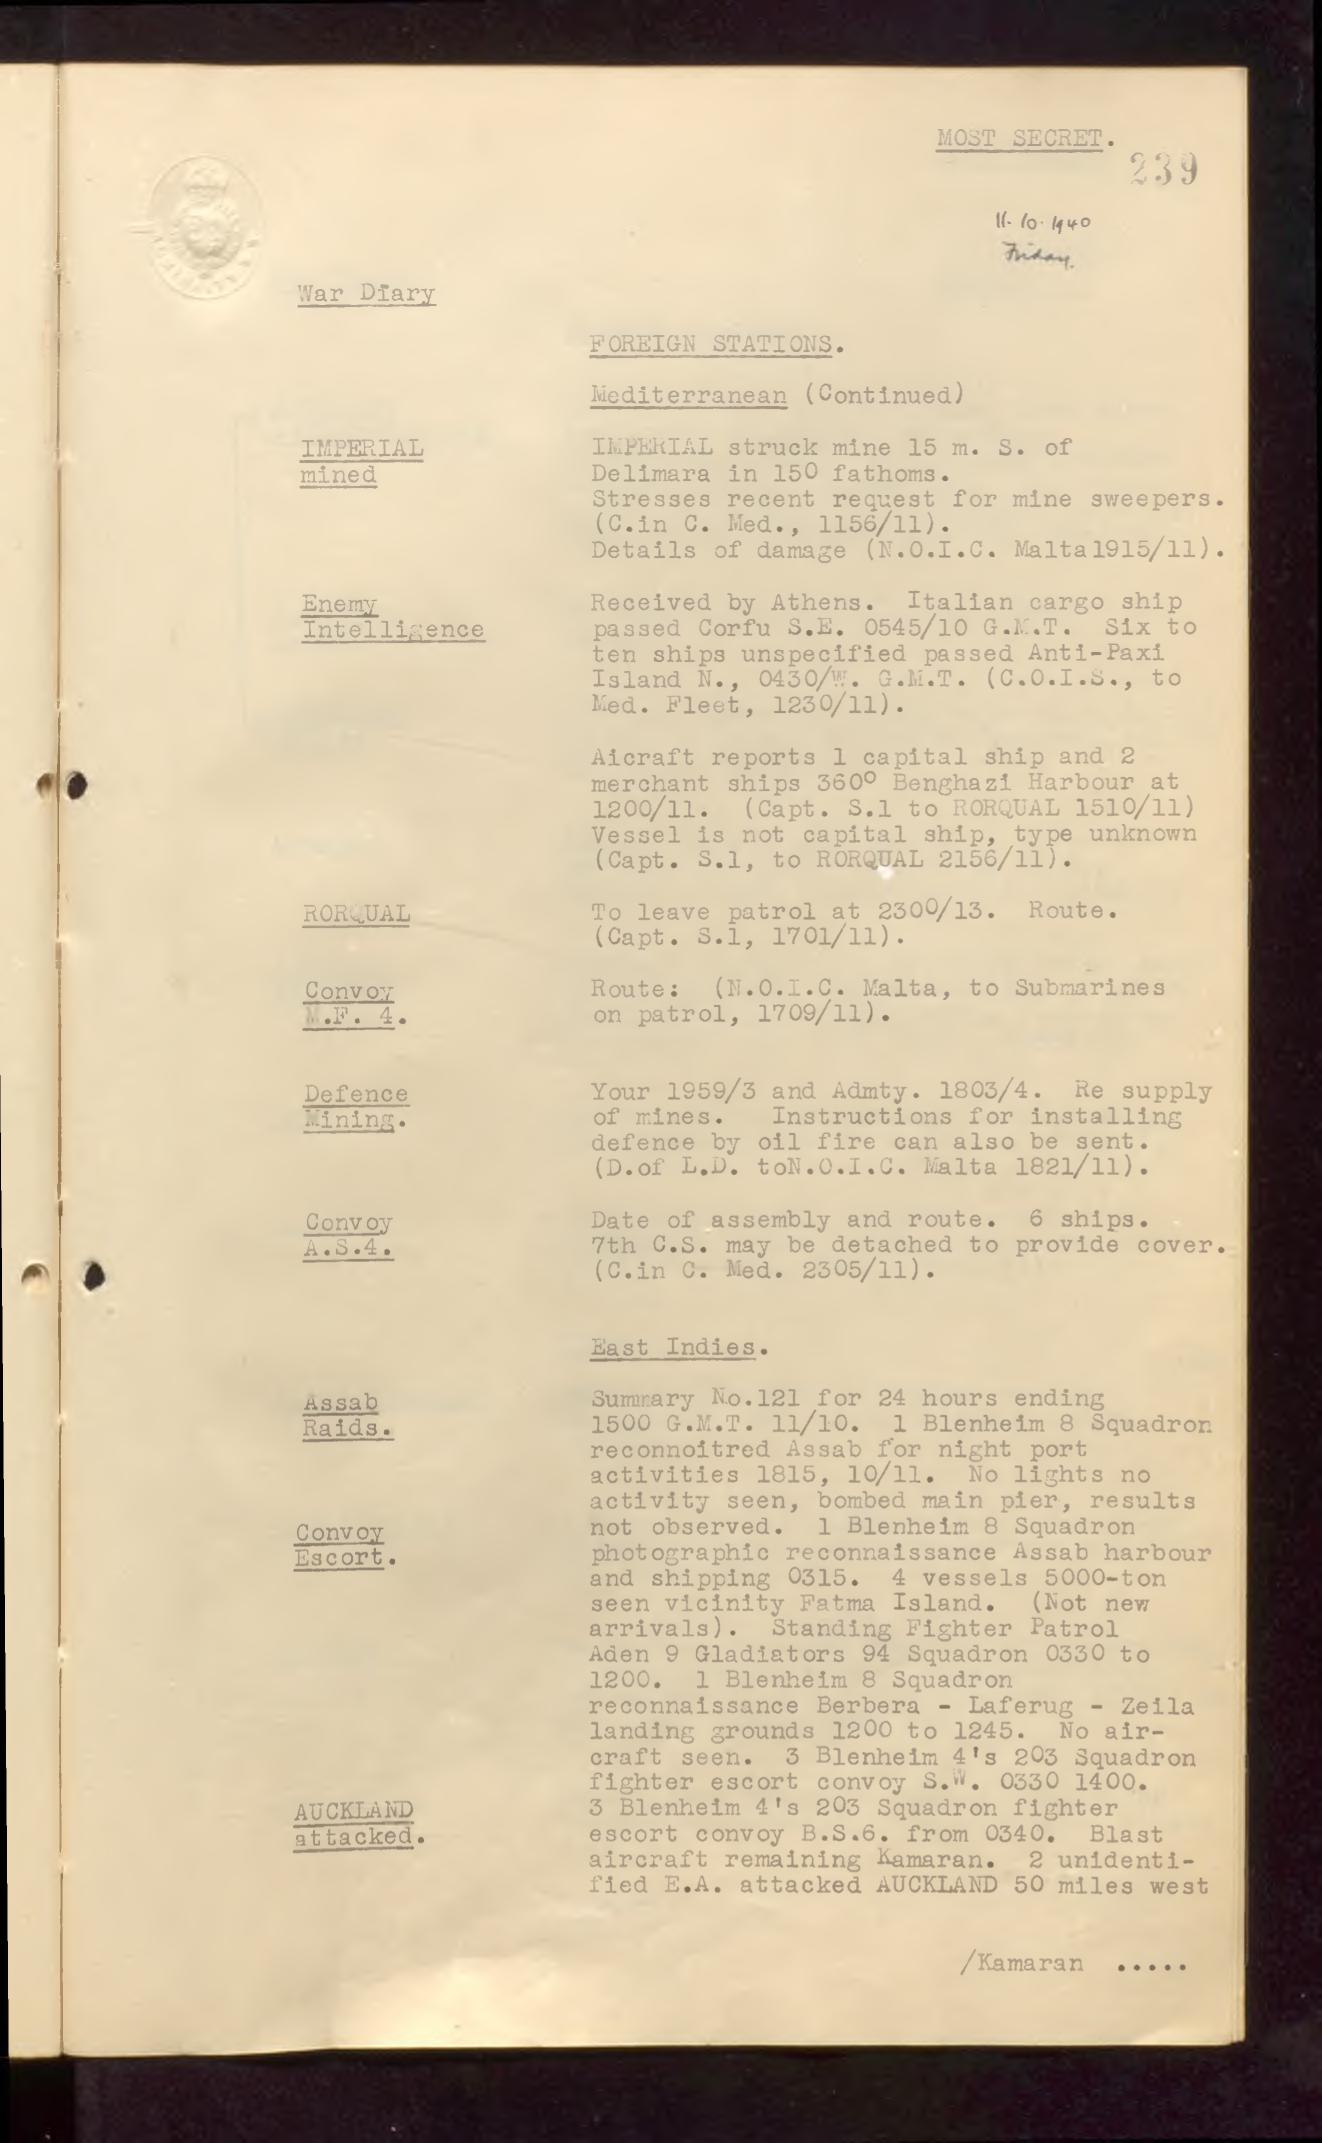 MOST SECRET.
239
11.10.1940
Friday.
War Diary
FOREIGN STATIONS.
Mediterranean (Continued)
IMPERIAL
mined
IMPERIAL struck mine 15 m. S. of
Delimara in 150 fathoms.
Stresses recent request for mine sweepers.
(C.in C. Med., 1156/11).
Details of damage (N.O.I.C. Malta1915/11).
Enemy
Intelligence
Received by Athens. Italian cargo ship
passed Corfu S.E. 0545/10 G.M.T. Six to
ten ships unspecified passed Anti-Paxi
Island N., 0430/W. G.M.T. (C.O.I.S., to
Med. Fleet, 1230/11).
Aicraft reports 1 capital ship and 2
merchant ships 360° Benghazi Harbour at
1200/11. (Capt. S.1 to RORQUAL 1510/11)
Vessel is not capital ship, type unknown
(Capt. S.1, to RORQUAL 2156/11).
RORQUAL
To leave patrol at 2300/13. Route.
(Capt. S.1, 1701/11).
Convoy
M.F. 4.
Route: (N.O.I.C. Malta, to Submarines
on patrol, 1709/11).
Defence
Mining.
Your 1959/3 and Admty. 1803/4. Re supply
of mines. Instructions for installing
defence by oil fire can also be sent.
(D.of L.D. toN.O.I.C. Malta 1821/11).
Convoy
A.S.4.
Date of assembly and route. 6 ships.
7th C.S. may be detached to provide cover.
(C.in C. Med. 2305/11).
East Indies.
Assab
Raids.
Summary No.121 for 24 hours ending
1500 G.M.T. 11/10. 1 Blenheim 8 Squadron
reconnoitred Assab for night port
activities 1815, 10/11. No lights no
activity seen, bombed main pier, results
Convoy
Escort.
not observed. 1 Blenheim 8 Squadron
photographic reconnaissance Assab harbour
and shipping 0315. 4 vessels 5000-ton
seen vicinity Fatma Island. (Not new
arrivals). Standing Fighter Patrol
Aden 9 Gladiators 94 Squadron 0330 to
1200. 1 Blenheim 8 Squadron
reconnaissance Berbera - Laferug - Zeila
landing grounds 1200 to 1245. No air-
craft seen. 3 Blenheim 4's 203 Squadron
fighter escort convoy S.W. 0330 1400.
AUCKLAND
attacked.
3 Blenheim 4's 203 Squadron fighter
escort convoy B.S.6. from 0340. Blast
aircraft remaining Kamaran. 2 unidenti-
fied E.A. attacked AUCKLAND 50 miles west
/Kamaran .....